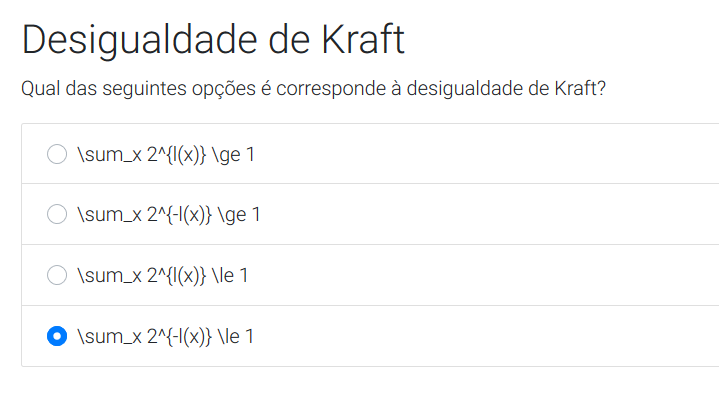 Desigualdade de Kraft
Qual das seguintes opções é corresponde à desigualdade de Kraft?
\sum_x 2^{l(x)} \ge 1
\sum_x 2^{-l(x)} \ge 1
\sum_x 2^{l(x)} \le 1
\sum_x 2^{-l(x)} \le 1